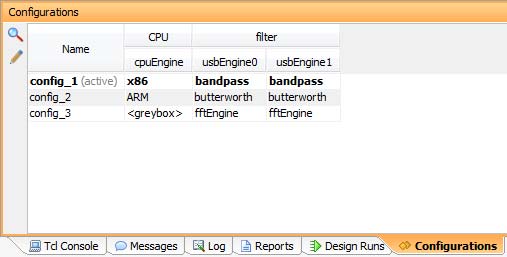 Configurations
Name CPU filter
cpuEngine usbEngine0 usbEngine1
config_1 (active) x86 bandpass bandpass
config_2 ARM butterworth butterworth
config_3 <greybox> fftEngine fftEngine
Tcl Console Messages Log Reports Design Runs Configurations